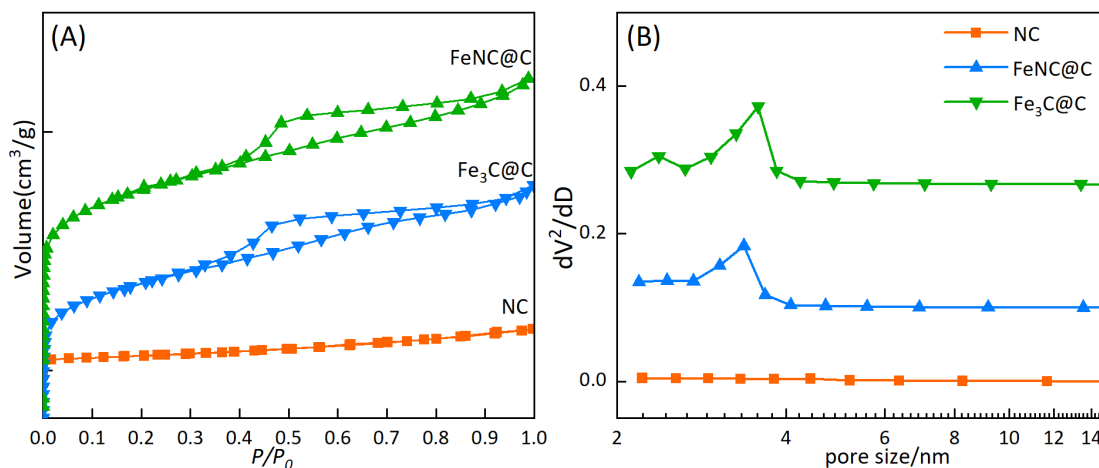 (A)
FeNC@C
Fe₃C@C
NC
Volume(cm³/g)
0.0 0.1 0.2 0.3 0.4 0.5 0.6 0.7 0.8 0.9 1.0
P/P₀
(B)
NC
FeNC@C
Fe₃C@C
0.4
0.2
0.0
dV²/dD
2 4 6 8 10 12 14
pore size/nm